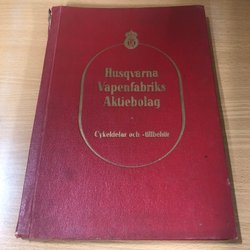 Husqvarna
Vapenfabriks
Aktiebolag
Cykeldelar och -tillbehör